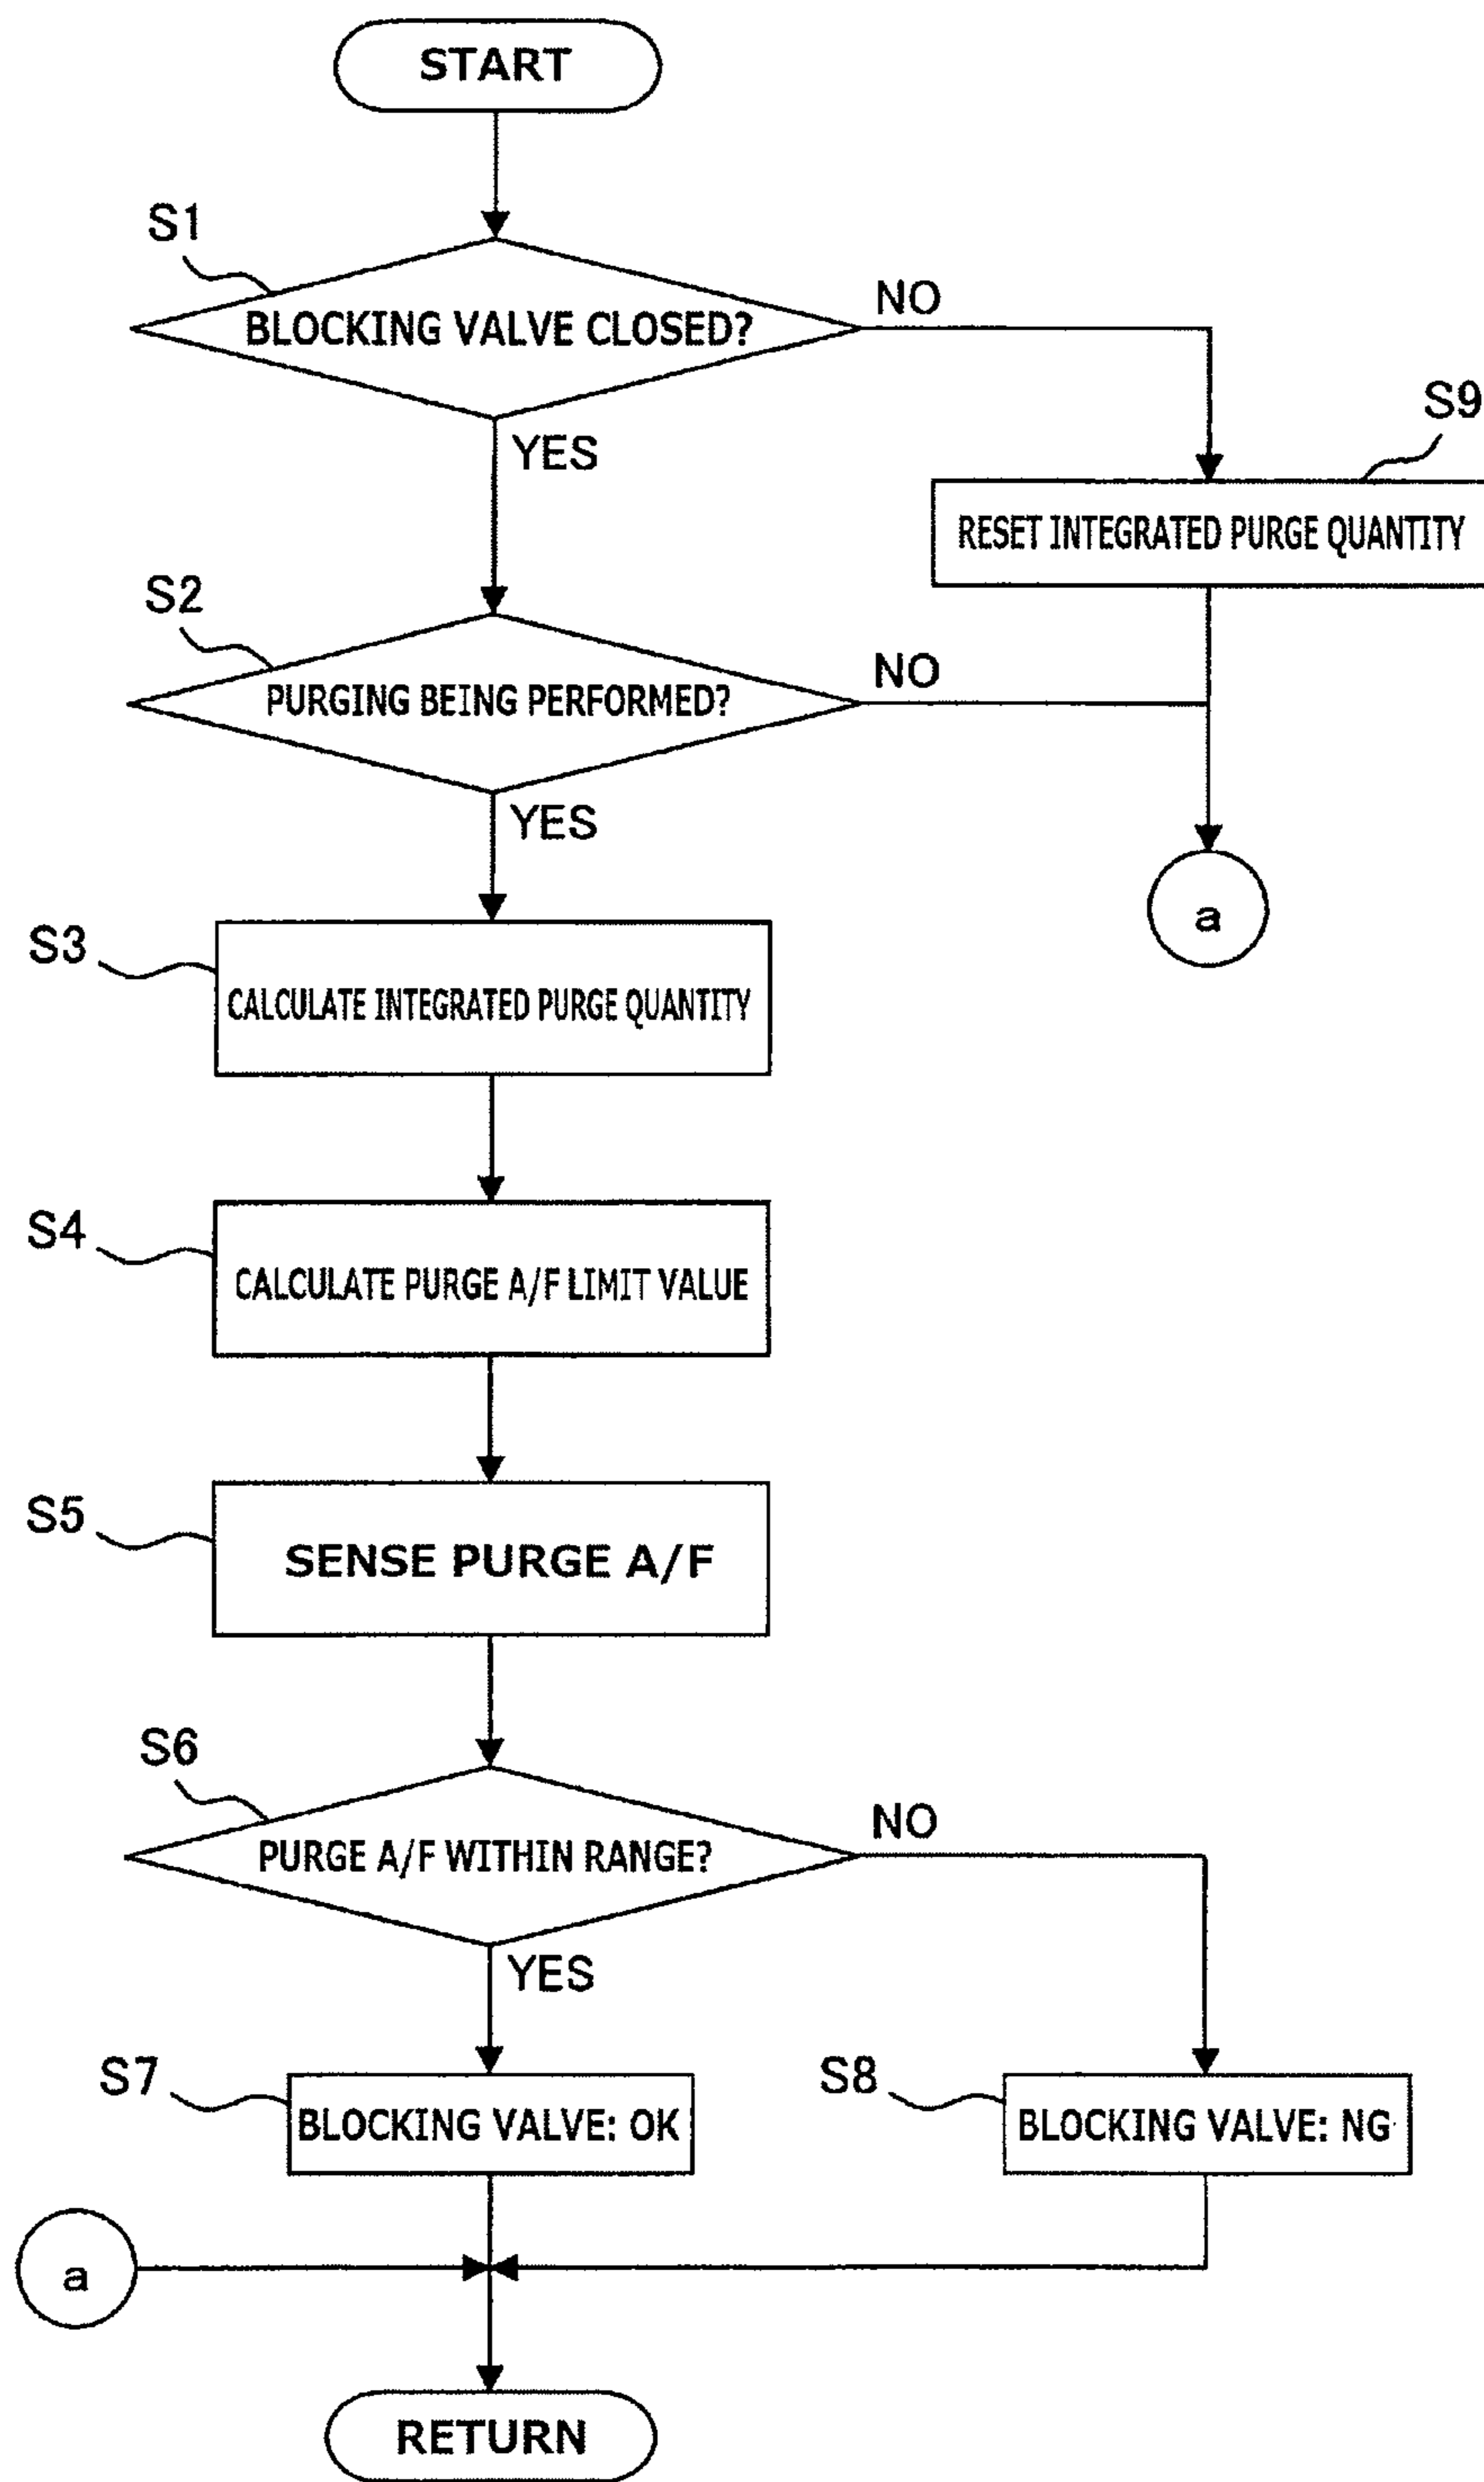 START
S1
BLOCKING VALVE CLOSED?
NO
YES
S9
RESET INTEGRATED PURGE QUANTITY
S2
PURGING BEING PERFORMED?
NO
YES
a
S3
CALCULATE INTEGRATED PURGE QUANTITY
S4
CALCULATE PURGE A/F LIMIT VALUE
S5
SENSE PURGE A/F
S6
PURGE A/F WITHIN RANGE?
NO
YES
S7
BLOCKING VALVE: OK
S8
BLOCKING VALVE: NG
a
RETURN